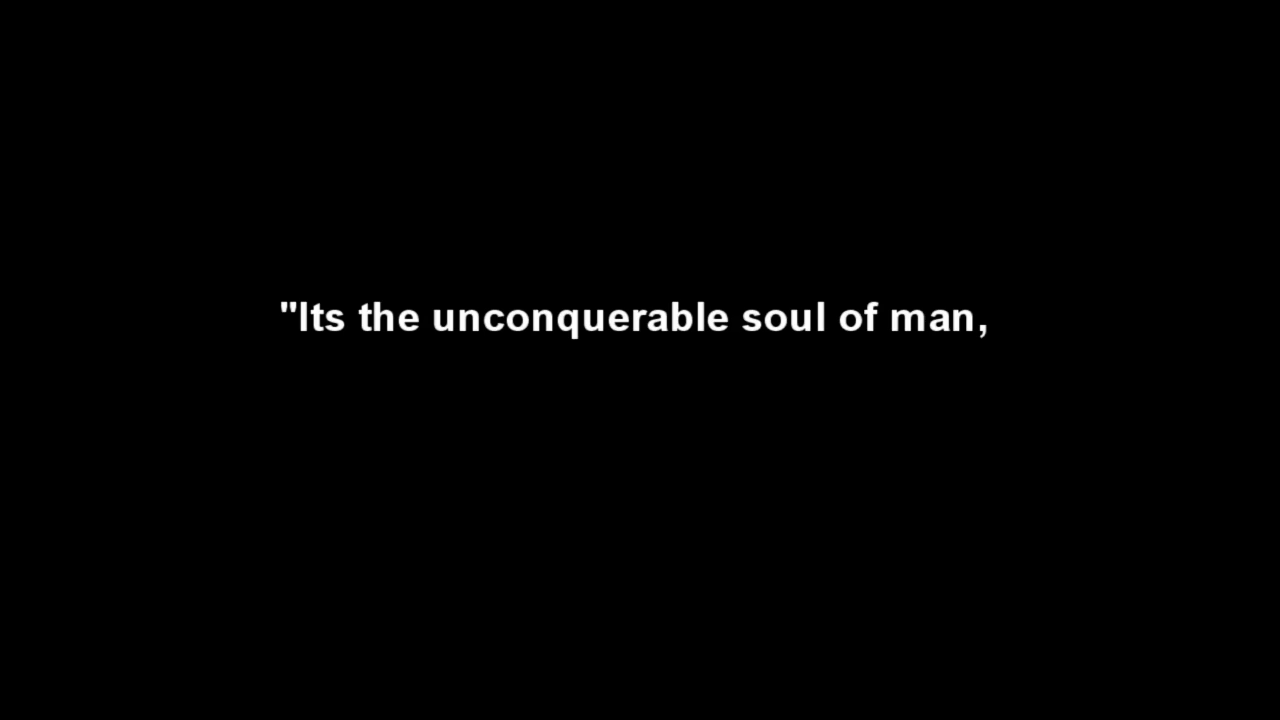 "Its the unconquerable soul of man,